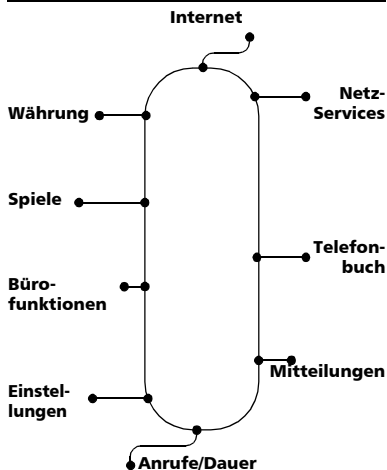 Internet
Netz-
Services
Währung
Spiele
Telefon-
buch
Büro-
funktionen
Mitteilungen
Einstel-
lungen
Anrufe/Dauer